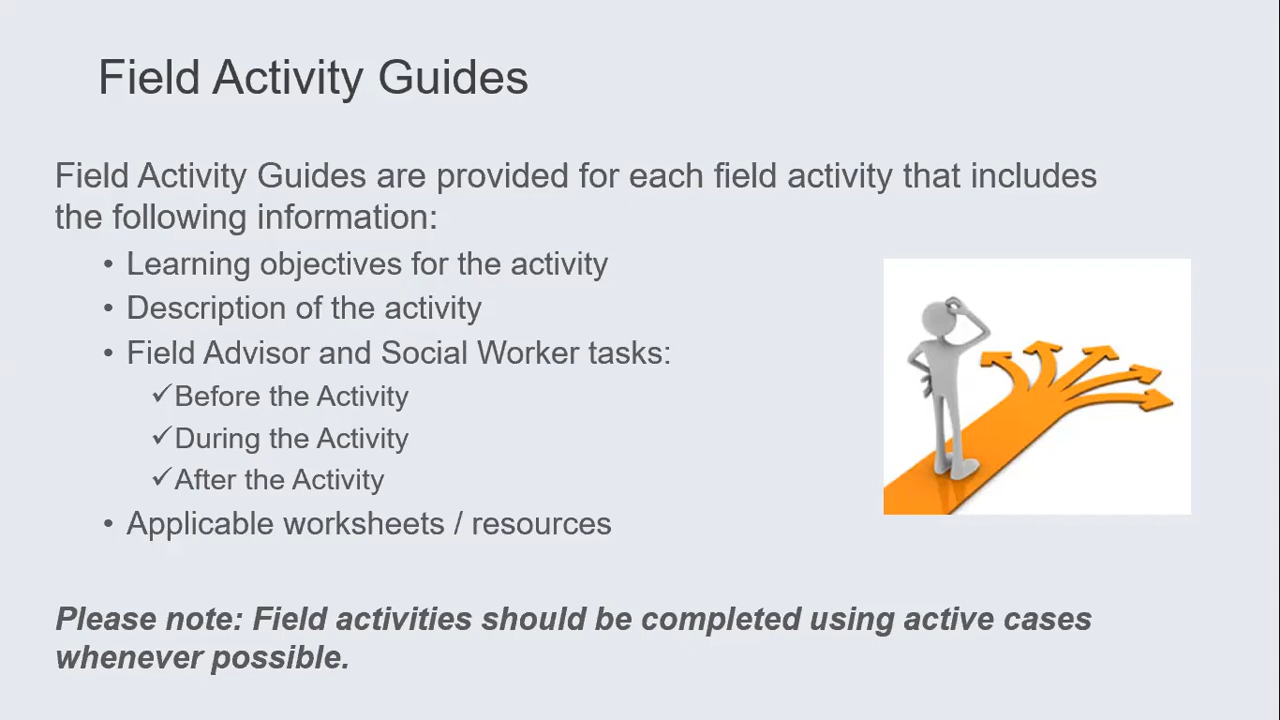 Field Activity Guides
Field Activity Guides are provided for each field activity that includes
the following information:
• Learning objectives for the activity
• Description of the activity
• Field Advisor and Social Worker tasks:
✓Before the Activity
✓During the Activity
✓After the Activity
• Applicable worksheets / resources
Please note: Field activities should be completed using active cases
whenever possible.